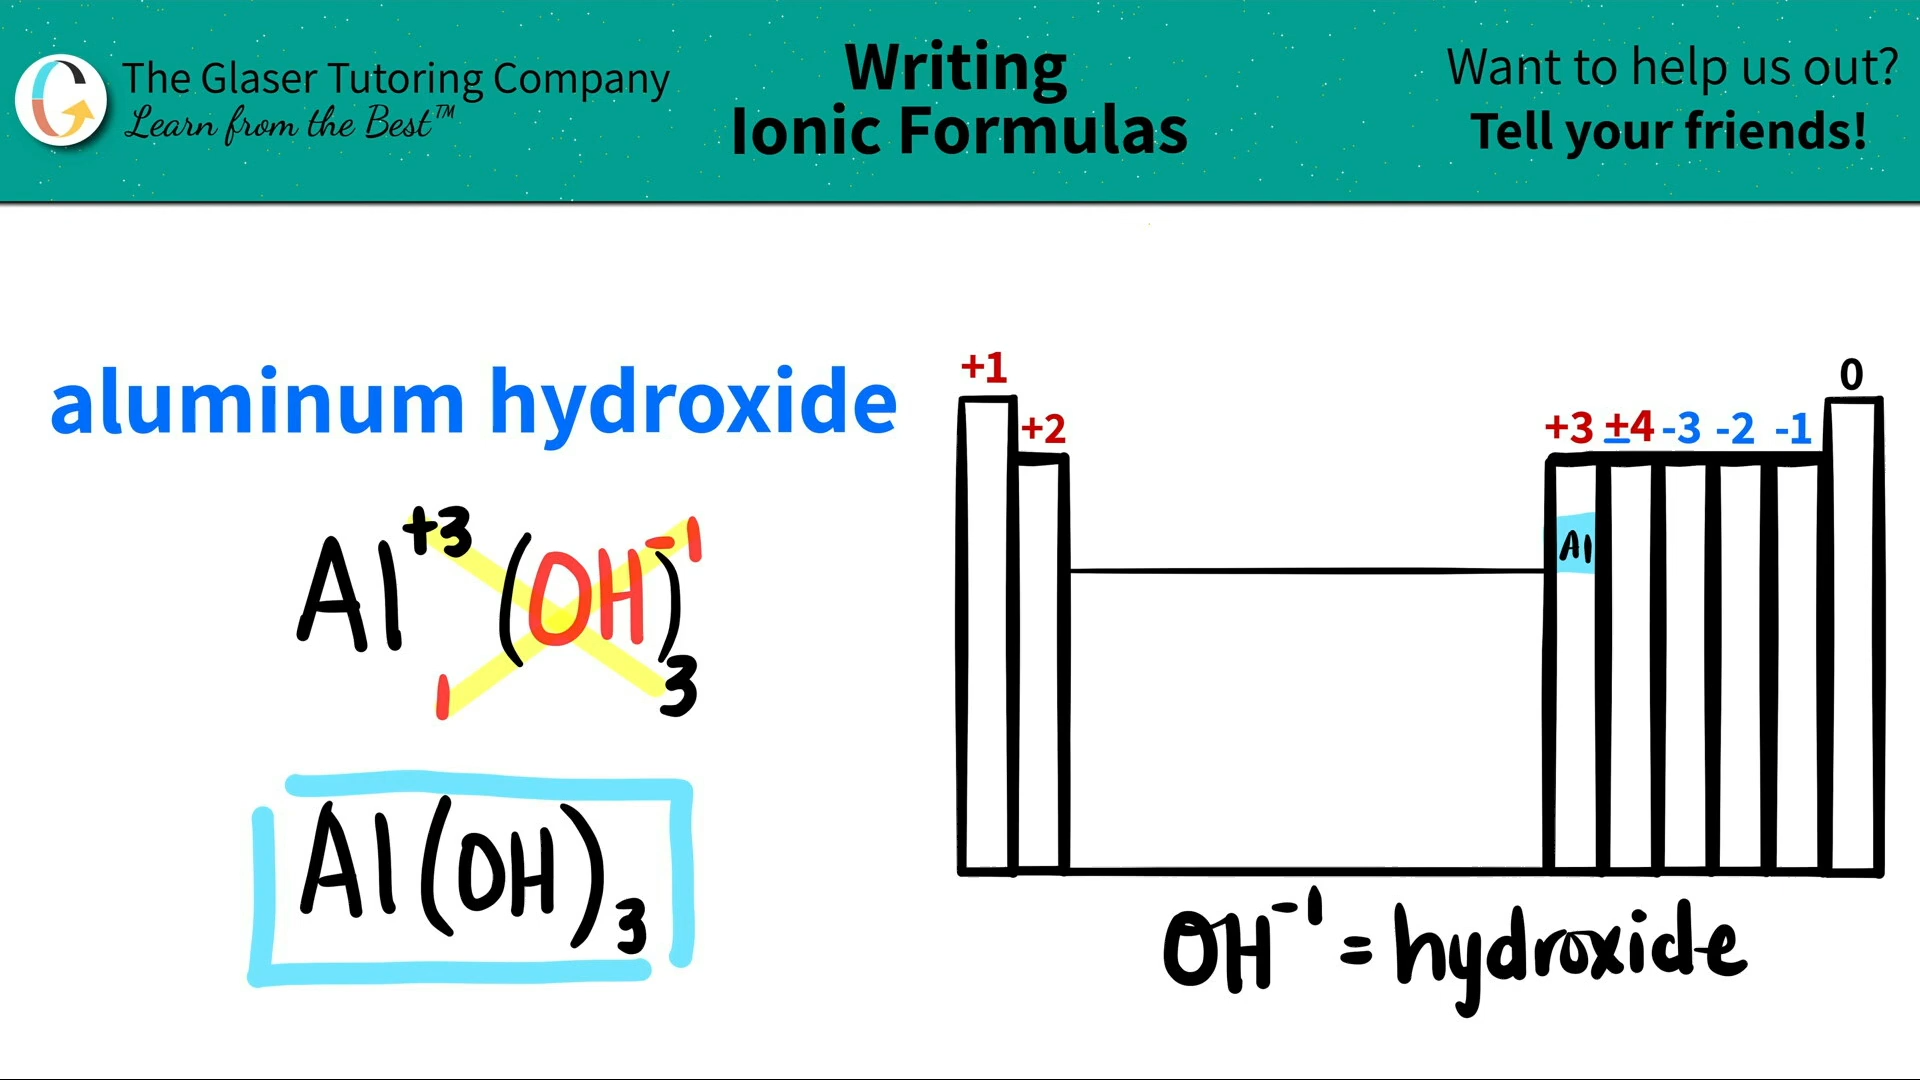 The Glaser Tutoring Company
Learn from the Best™
Writing
Ionic Formulas
Want to help us out?
Tell your friends!
aluminum hydroxide
Al⁺³(OH⁻¹)₃
1
Al(OH)₃
+1
+2
+3 ±4 -3 -2 -1
0
Al
OH⁻¹ = hydroxide